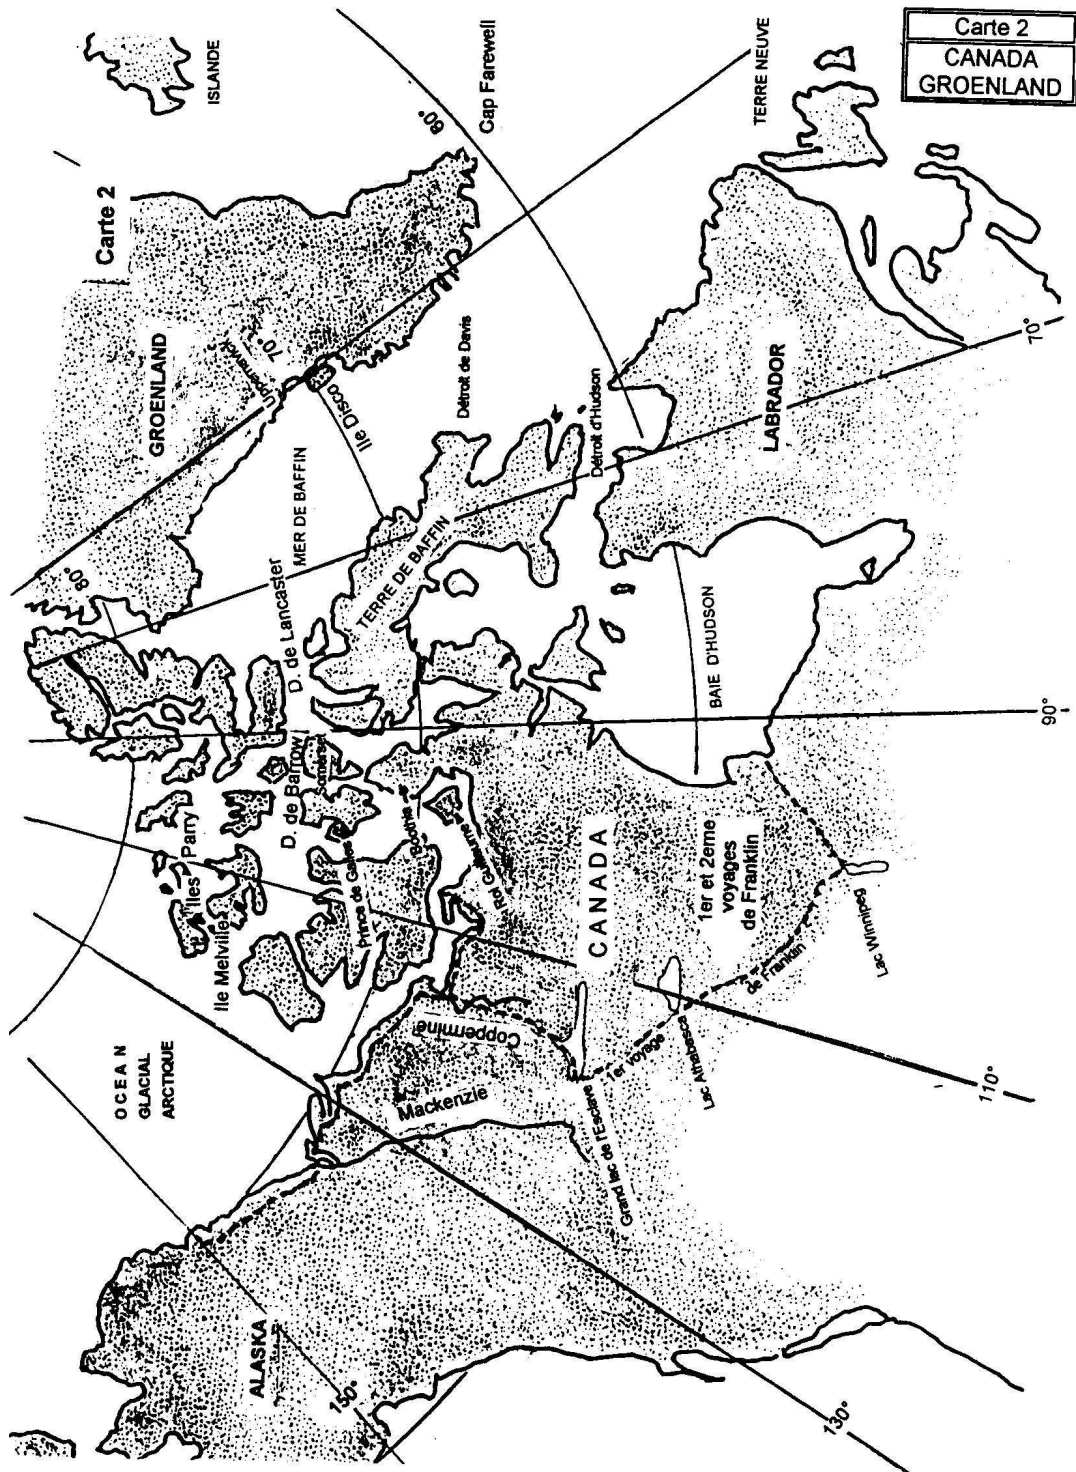 Carte 2
CANADA
GROENLAND
Carte 2
ISLANDE
Cap Farewell
60°
TERRE NEUVE
GROENLAND
Uppernavick
70°
Ile Disco
Détroit de Davis
80°
MER DE BAFFIN
D. de Lancaster
TERRE DE BAFFIN
Détroit d'Hudson
LABRADOR
70°
BAIE D'HUDSON
90°
Iles Parry
D. de Barrow
Somerset
Ile Melville
Prince de Galles
Boothia
Roi Guillaume
CANADA
1er et 2eme
voyages
de Franklin
OCEAN
GLACIAL
ARCTIQUE
Coppermine
Mackenzie
Grand lac de l'Esclave
1er voyage
de Franklin
Lac Athabasca
Lac Winnipeg
110°
ALASKA
150°
130°